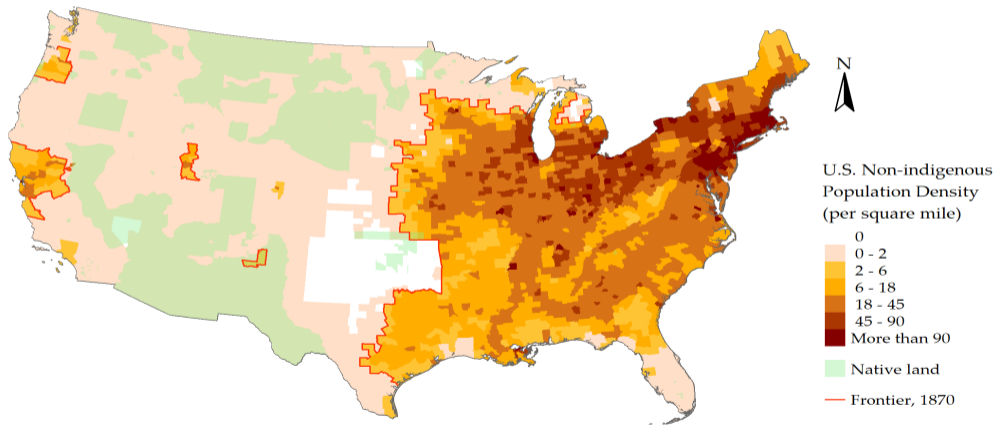 N
U.S. Non-indigenous
Population Density
(per square mile)
0
0 - 2
2 - 6
6 - 18
18 - 45
45 - 90
More than 90
Native land
Frontier, 1870